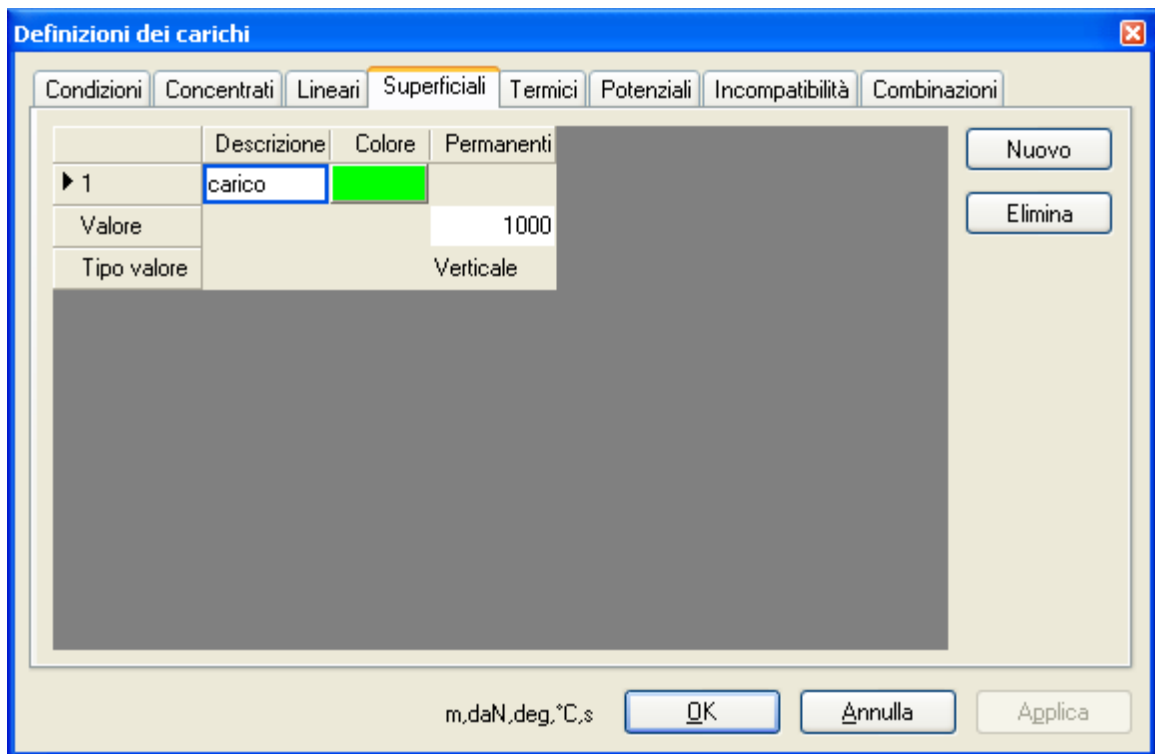 Definizioni dei carichi
Condizioni Concentrati Lineari Superficiali Termici Potenziali Incompatibilità Combinazioni
Descrizione Colore Permanenti
1 carico
Valore 1000
Tipo valore Verticale
Nuovo
Elimina
m,daN,deg,°C,s OK Annulla Applica